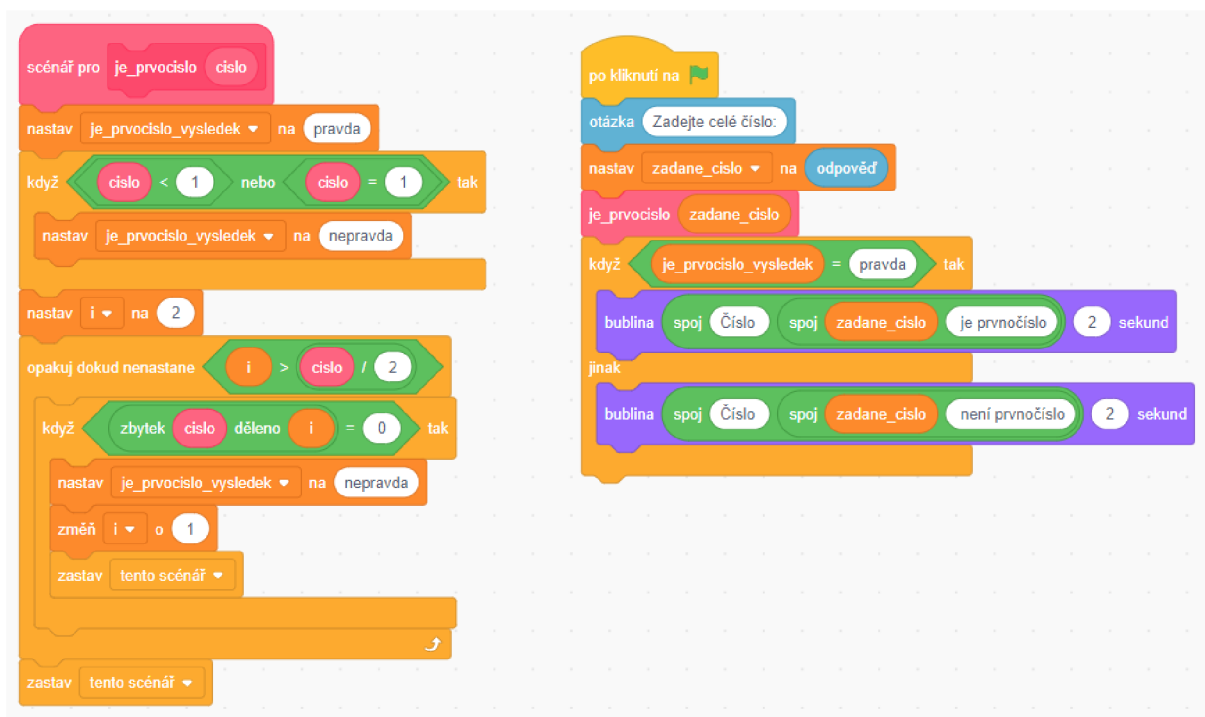 scénář pro je_prvocislo cislo
nastav je_prvocislo_vysledek na pravda
když cislo < 1 nebo cislo = 1 tak
nastav je_prvocislo_vysledek na nepravda
nastav i na 2
opakuj dokud nenastane i > cislo / 2
když zbytek cislo děleno i = 0 tak
nastav je_prvocislo_vysledek na nepravda
změň i o 1
zastav tento scénář
zastav tento scénář
po kliknutí na
otázka Zadejte celé číslo:
nastav zadane_cislo na odpověď
je_prvocislo zadane_cislo
když je_prvocislo_vysledek = pravda tak
bublina spoj Číslo spoj zadane_cislo je prvnočíslo 2 sekund
jinak
bublina spoj Číslo spoj zadane_cislo není prvnočíslo 2 sekund